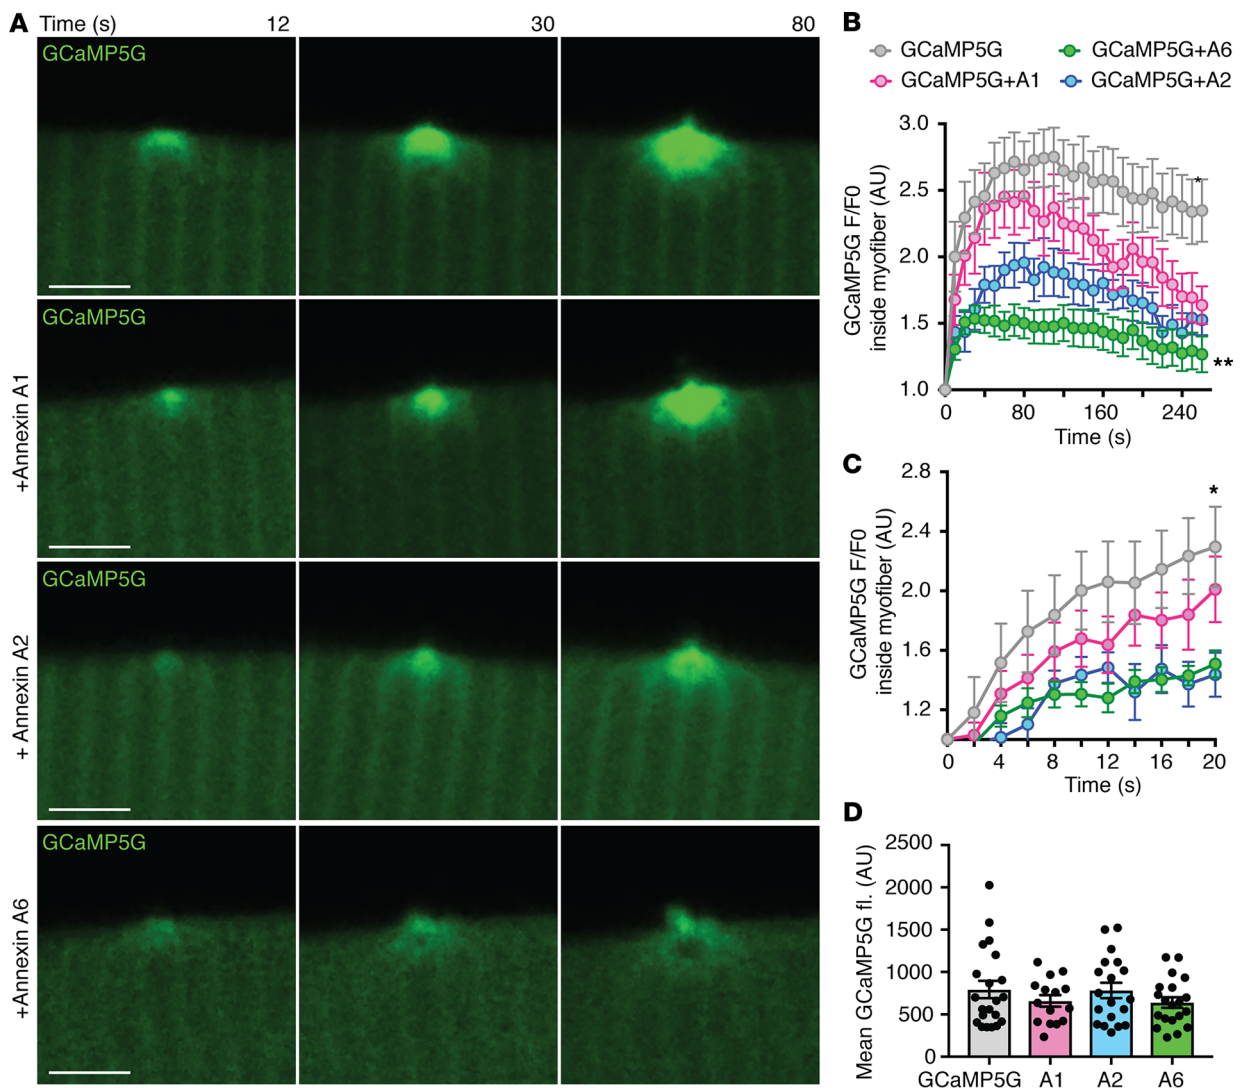 A
Time (s) 12 30 80
GCaMP5G
GCaMP5G
+Annexin A1
GCaMP5G
+ Annexin A2
GCaMP5G
+Annexin A6
B
GCaMP5G GCaMP5G+A6
GCaMP5G+A1 GCaMP5G+A2
GCaMP5G F/F0
inside myofiber (AU)
3.0
2.5
2.0
1.5
1.0
*
**
0 80 160 240
Time (s)
C
GCaMP5G F/F0
inside myofiber (AU)
2.8
2.4
2.0
1.6
1.2
*
0 4 8 12 16 20
Time (s)
D
Mean GCaMP5G fl. (AU)
2500
2000
1500
1000
500
0
GCaMP5G A1 A2 A6